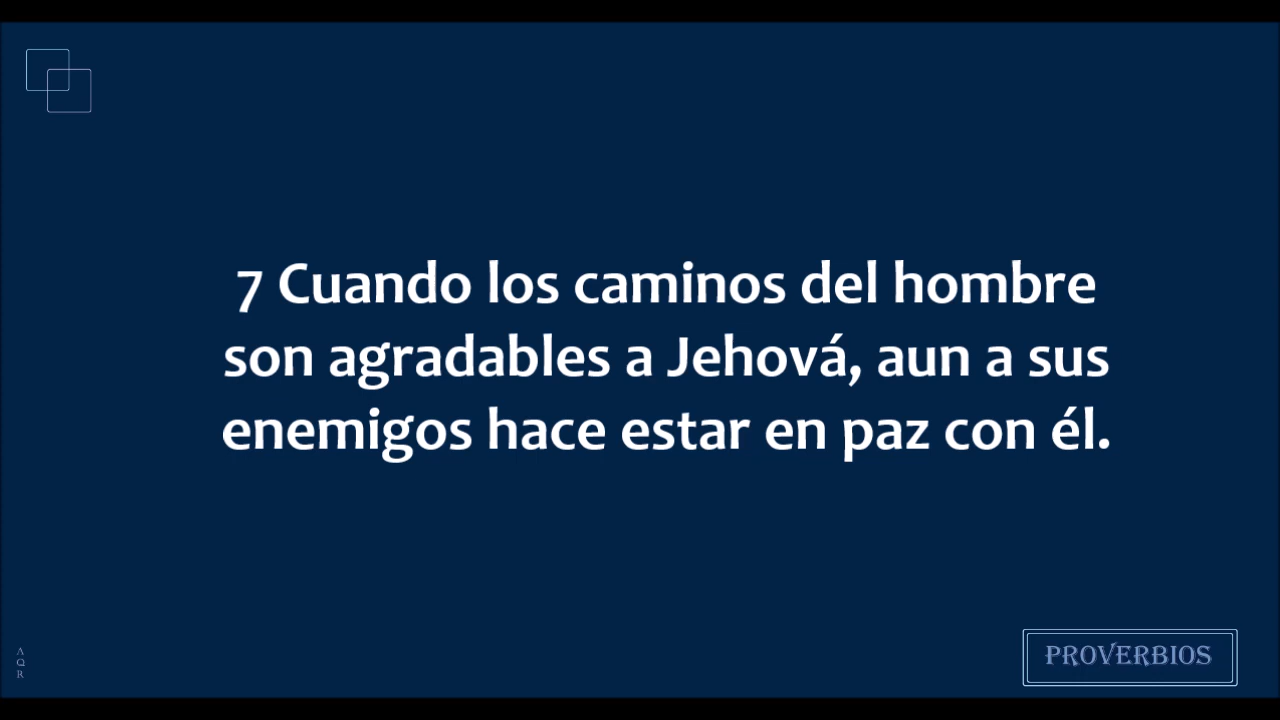 7 Cuando los caminos del hombre
son agradables a Jehová, aun a sus
enemigos hace estar en paz con él.
PROVERBIOS
A
Q
R